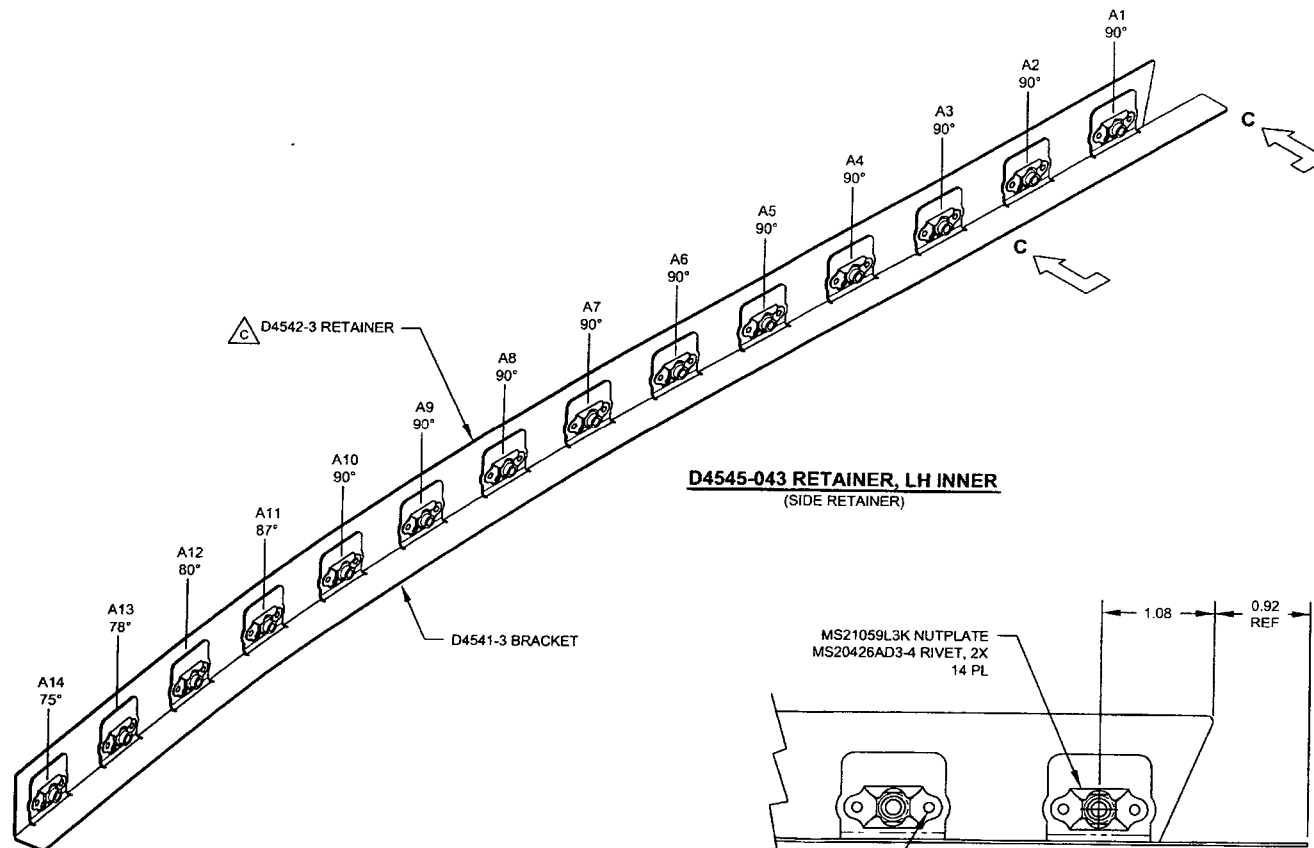 A1
90°
A2
90°
A3
90°
A4
90°
A5
90°
A6
90°
A7
90°
A8
90°
A9
90°
A10
90°
A11
87°
A12
80°
A13
78°
A14
75°
C
C
C D4542-3 RETAINER
D4541-3 BRACKET
D4545-043 RETAINER, LH INNER
(SIDE RETAINER)
MS21059L3K NUTPLATE
MS20426AD3-4 RIVET, 2X
14 PL
1.08
0.92
REF